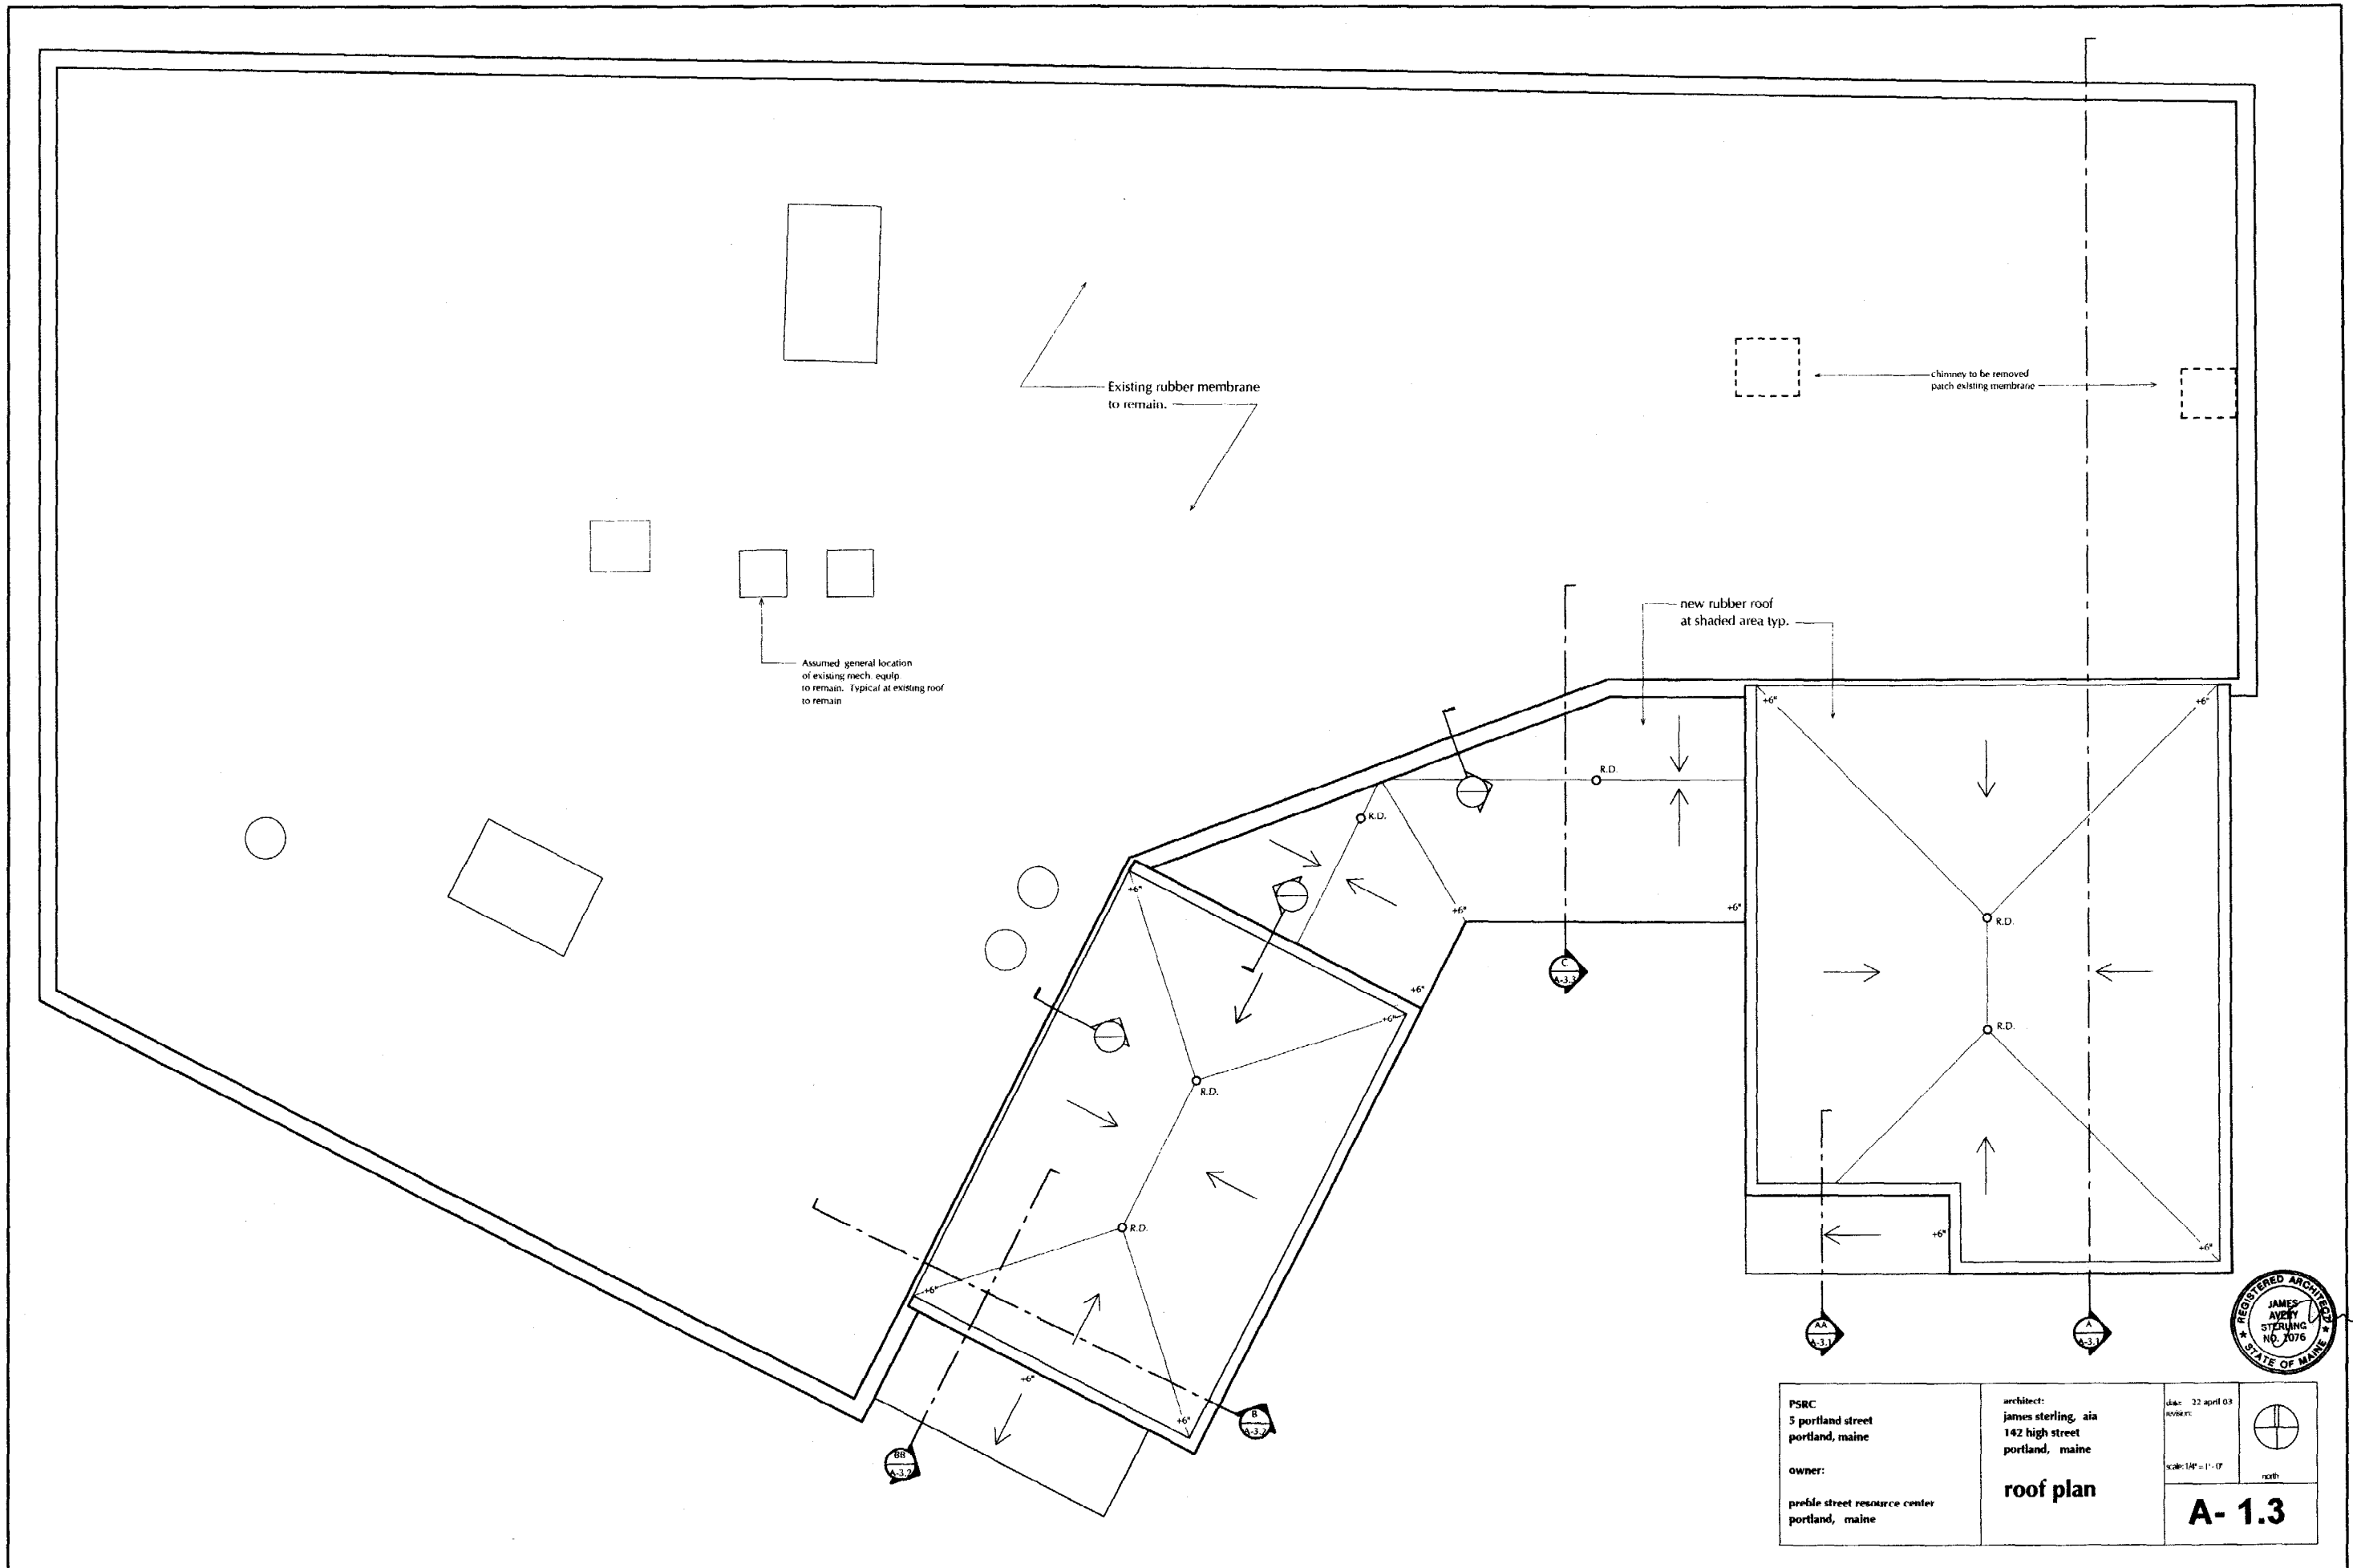 Existing rubber membrane
to remain.
chimney to be removed
patch existing membrane
Assumed general location
of existing mech. equip.
to remain. Typical at existing roof
to remain
new rubber roof
at shaded area typ.
+6"
+6"
R.D.
R.D.
+6"
+6"
+6"
R.D.
+6"
+6"
C
A-3.3
R.D.
R.D.
R.D.
+6"
+6"
+6"
+6"
+6"
AA
A-3.1
A
A-3.1
B
A-3.2
BB
A-3.2
REGISTERED ARCHITECT
JAMES
AVERY
STERLING
NO. 1076
STATE OF MAINE
PSRC
5 portland street
portland, maine
owner:
preble street resource center
portland, maine
architect:
james sterling, aia
142 high street
portland, maine
roof plan
date: 22 april 03
revision:
scale: 1/4" = 1'- 0"
north
A- 1.3